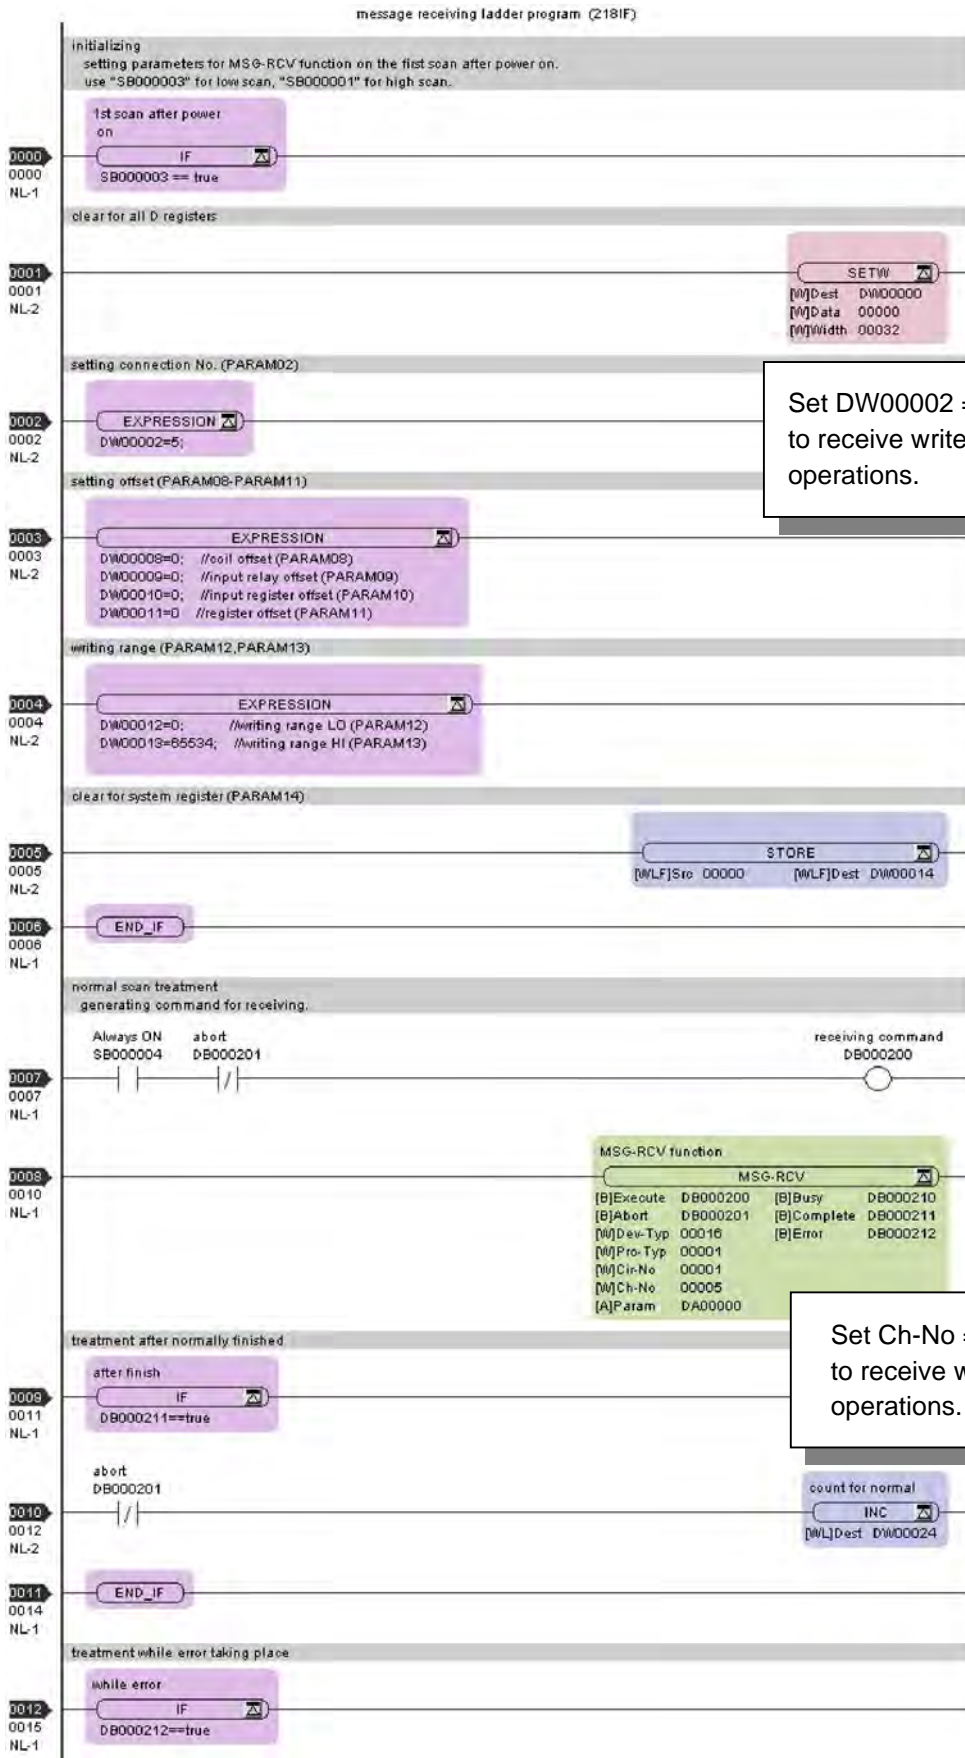 message receiving ladder program (218IF)
initializing
setting parameters for MSG-RCV function on the first scan after power on.
use "SB000003" for low scan, "SB000001" for high scan.
1st scan after power
on
0000
IF
0000
SB000003 == true
NL-1
clear for all D registers
0001
SETW
0001
[W]Dest DW00000
NL-2
[W]Data 00000
[W]Width 00032
setting connection No. (PARAM02)
0002
EXPRESSION
0002
DW00002=5;
NL-2
Set DW00002 =
to receive write
operations.
setting offset (PARAM08-PARAM11)
0003
EXPRESSION
0003
DW00008=0; //coil offset (PARAM08)
NL-2
DW00009=0; //input relay offset (PARAM09)
DW00010=0; //input register offset (PARAM10)
DW00011=0 //register offset (PARAM11)
writing range (PARAM12,PARAM13)
0004
EXPRESSION
0004
DW00012=0; //writing range LO (PARAM12)
NL-2
DW00013=65534; //writing range HI (PARAM13)
clear for system register (PARAM14)
0005
STORE
0005
[WLF]Src 00000 [WLF]Dest DW00014
NL-2
0006
END_IF
0006
NL-1
normal scan treatment
generating command for receiving.
Always ON abort receiving command
SB000004 DB000201 DB000200
0007
0007
NL-1
MSG-RCV function
0008
MSG-RCV
0010
[B]Execute DB000200 [B]Busy DB000210
NL-1
[B]Abort DB000201 [B]Complete DB000211
[W]Dev-Typ 00016 [B]Error DB000212
[W]Pro-Typ 00001
[W]Cir-No 00001
[W]Ch-No 00005
[A]Param DA00000
Set Ch-No =
to receive w
operations.
treatment after normally finished
after finish
0009
IF
0011
DB000211==true
NL-1
abort
DB000201
count for normal
0010
INC
0012
[WL]Dest DW00024
NL-2
0011
END_IF
0014
NL-1
treatment while error taking place
while error
0012
IF
0015
DB000212==true
NL-1